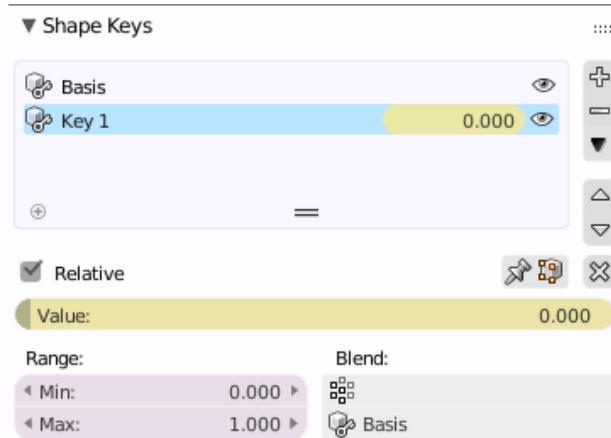 Shape Keys
Basis
Key 1 0.000
Relative
Value: 0.000
Range: Blend:
Min: 0.000
Max: 1.000 Basis